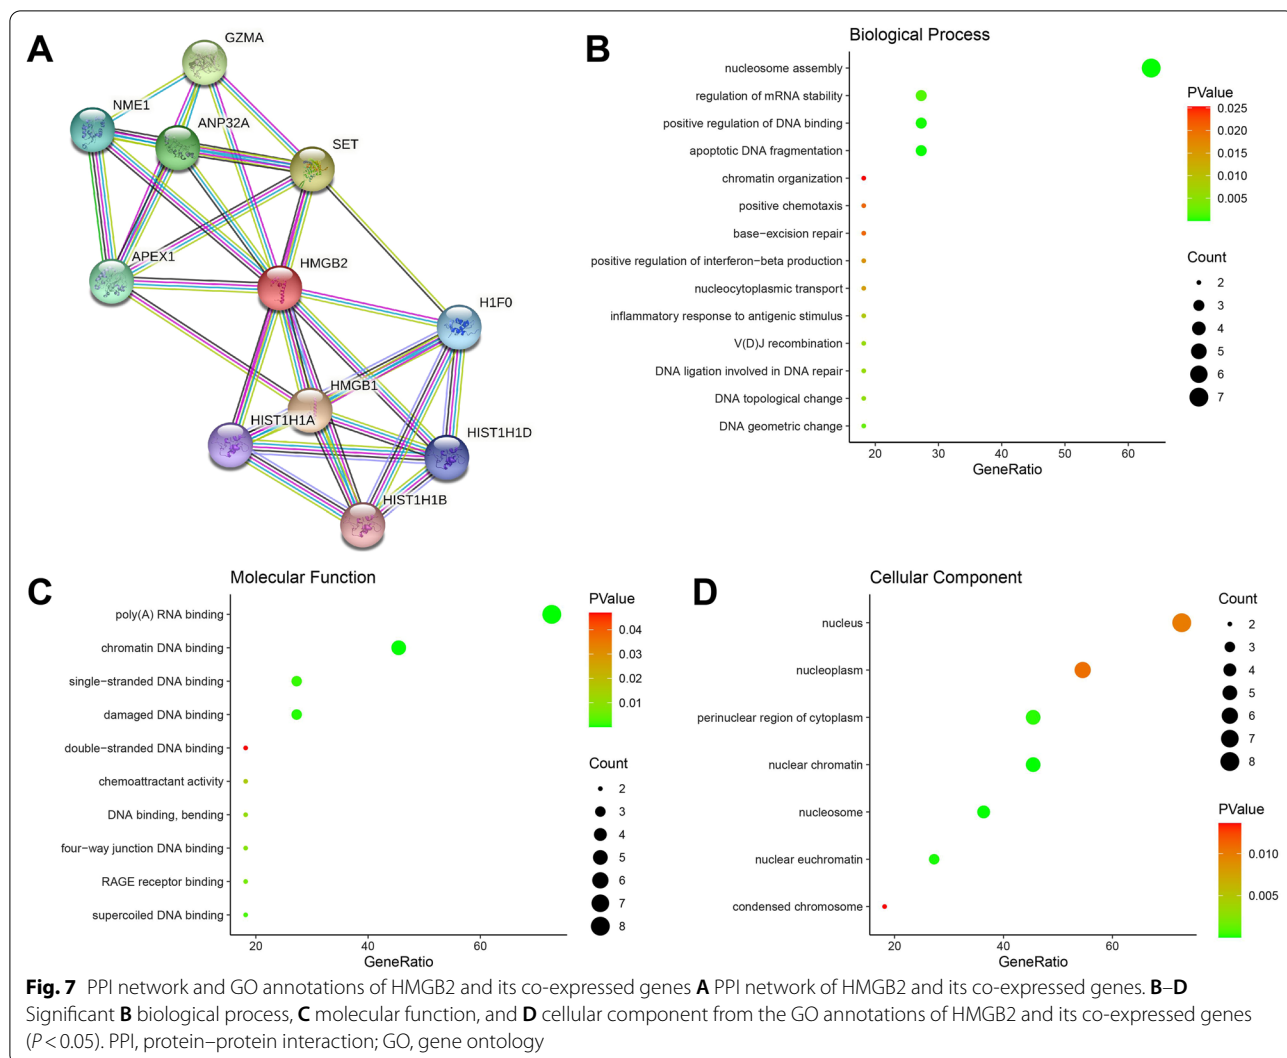 A
GZMA
NME1
ANP32A
SET
APEX1
HMGB2
H1F0
HMGB1
HIST1H1A
HIST1H1D
HIST1H1B
B
Biological Process
nucleosome assembly
regulation of mRNA stability
positive regulation of DNA binding
apoptotic DNA fragmentation
chromatin organization
positive chemotaxis
base−excision repair
positive regulation of interferon−beta production
nucleocytoplasmic transport
inflammatory response to antigenic stimulus
V(D)J recombination
DNA ligation involved in DNA repair
DNA topological change
DNA geometric change
20 30 40 50 60
GeneRatio
PValue
0.025
0.020
0.015
0.010
0.005
Count
2
3
4
5
6
7
C
Molecular Function
poly(A) RNA binding
chromatin DNA binding
single−stranded DNA binding
damaged DNA binding
double−stranded DNA binding
chemoattractant activity
DNA binding, bending
four−way junction DNA binding
RAGE receptor binding
supercoiled DNA binding
20 40 60
GeneRatio
PValue
0.04
0.03
0.02
0.01
Count
2
3
4
5
6
7
8
D
Cellular Component
nucleus
nucleoplasm
perinuclear region of cytoplasm
nuclear chromatin
nucleosome
nuclear euchromatin
condensed chromosome
20 40 60
GeneRatio
Count
2
3
4
5
6
7
8
PValue
0.010
0.005
Fig. 7 PPI network and GO annotations of HMGB2 and its co-expressed genes A PPI network of HMGB2 and its co-expressed genes. B–D
Significant B biological process, C molecular function, and D cellular component from the GO annotations of HMGB2 and its co-expressed genes
(P < 0.05). PPI, protein–protein interaction; GO, gene ontology